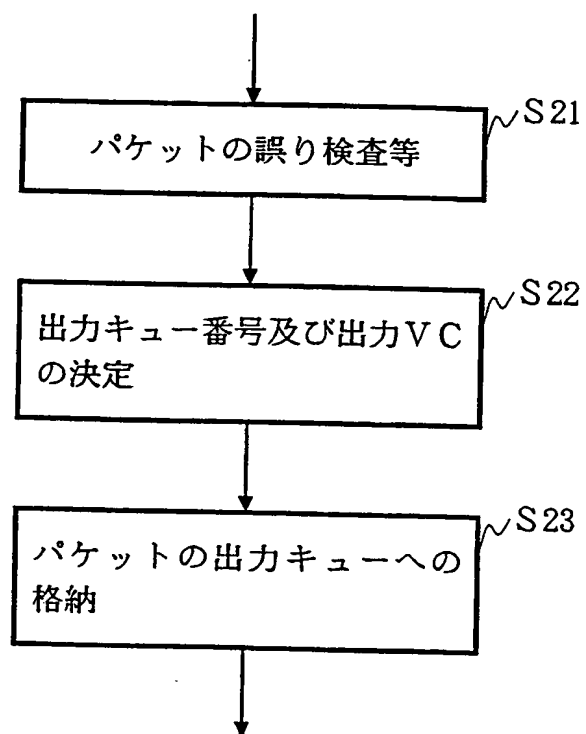 S21
パケットの誤り検査等
S22
出力キュー番号及び出力VC
の決定
S23
パケットの出力キューへの
格納